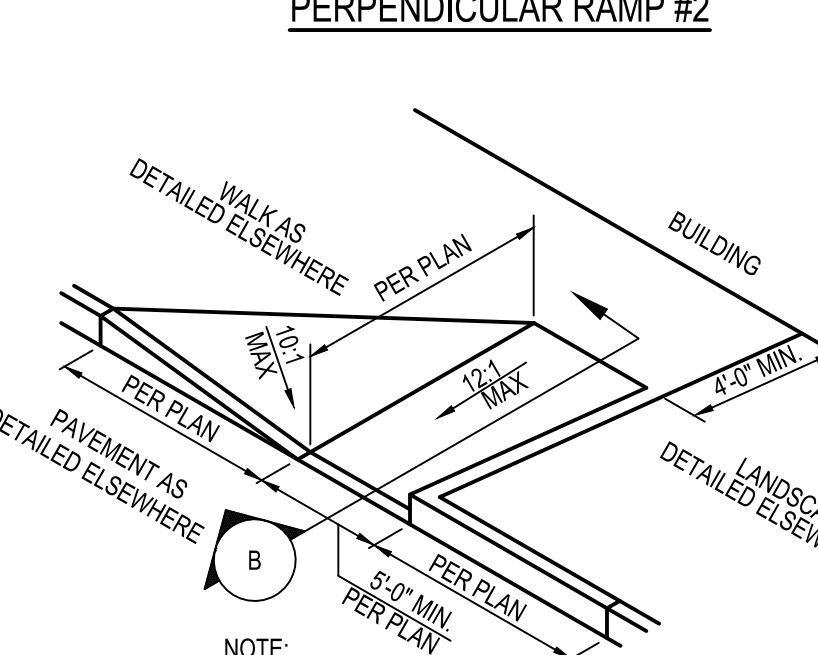 PERPENDICULAR RAMP #2
WALK AS
DETAILED ELSEWHERE
PER PLAN
BUILDING
10:1
MAX
12:1
MAX
4'-0" MIN.
PER PLAN
PAVEMENT AS
DETAILED ELSEWHERE
DETAILED
B
5'-0" MIN.
PER PLAN
PER PLAN
NOTE: